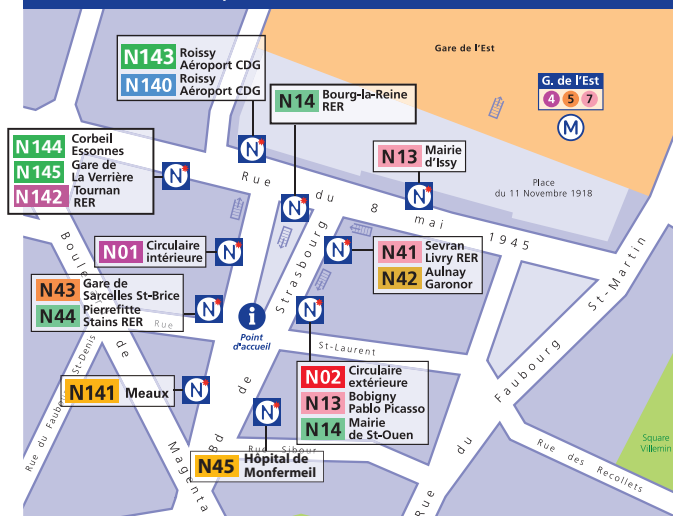 Gare de l'Est
G. de l'Est
4 5 7
M
N143 Roissy
Aéroport CDG
N140 Roissy
Aéroport CDG
N14 Bourg-la-Reine
RER
N13 Mairie
d'Issy
N144 Corbeil
Essonnes
N145 Gare de
La Verrière
N142 Tournan
RER
N
N
N
N
Place
du 11 Novembre 1918
Rue du 8 mai 1945
N01 Circulaire
intérieure
N
N
N41 Sevran
Livry RER
N42 Aulnay
Garonor
N43 Gare de
Sarcelles St-Brice
N44 Pierrefitte
Stains RER
N
N
i
Point
d'accueil
Rue St-Laurent
N02 Circulaire
extérieure
N13 Bobigny
Pablo Picasso
N14 Mairie
de St-Ouen
N141 Meaux
N
N
N45 Hôpital de
Monfermeil
Rue Sibour
Bd de Strasbourg
Boulevard de Magenta
Rue du Faubourg St-Denis
Rue du Faubourg St-Martin
Rue des Recollets
Square
Villemin